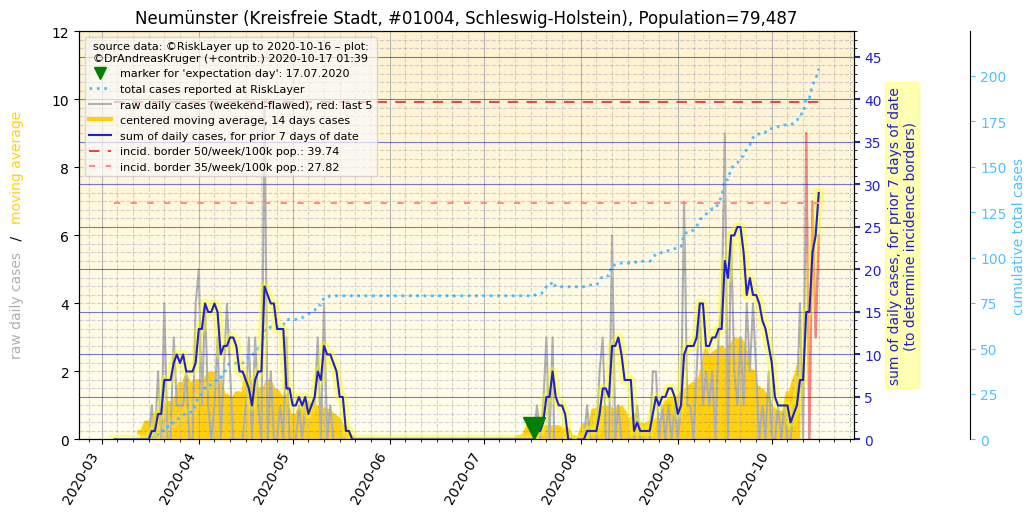 Neumünster (Kreisfreie Stadt, #01004, Schleswig-Holstein), Population=79,487
source data: ©RiskLayer up to 2020-10-16 – plot:
©DrAndreasKruger (+contrib.) 2020-10-17 01:39
marker for 'expectation day': 17.07.2020
total cases reported at RiskLayer
raw daily cases (weekend-flawed), red: last 5
centered moving average, 14 days cases
sum of daily cases, for prior 7 days of date
incid. border 50/week/100k pop.: 39.74
incid. border 35/week/100k pop.: 27.82
raw daily cases / moving average
12
10
8
6
4
2
0
2020-03
2020-04
2020-05
2020-06
2020-07
2020-08
2020-09
2020-10
45
40
35
30
25
20
15
10
5
0
sum of daily cases, for prior 7 days of date
(to determine incidence borders)
200
175
150
125
100
75
50
25
0
cumulative total cases